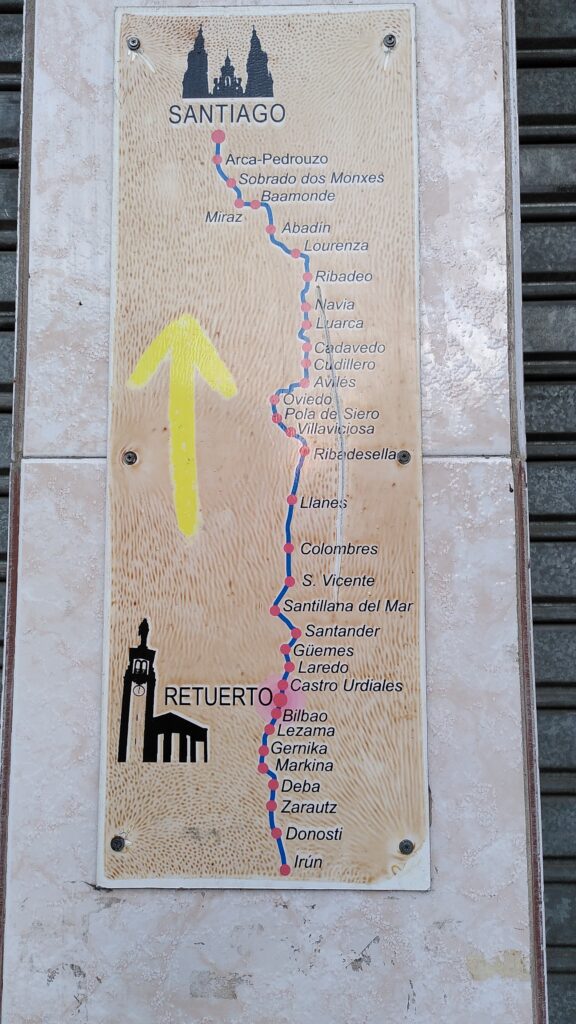 SANTIAGO
Arca-Pedrouzo
Sobrado dos Monxes
Baamonde
Miraz
Abadín
Lourenza
Ribadeo
Navia
Luarca
Cadavedo
Cudillero
Aviles
Oviedo
Pola de Siero
Villaviciosa
Ribadesella
Llanes
Colombres
S. Vicente
Santillana del Mar
Santander
Güemes
Laredo
Castro Urdiales
RETUERTO
Bilbao
Lezama
Gernika
Markina
Deba
Zarautz
Donosti
Irún